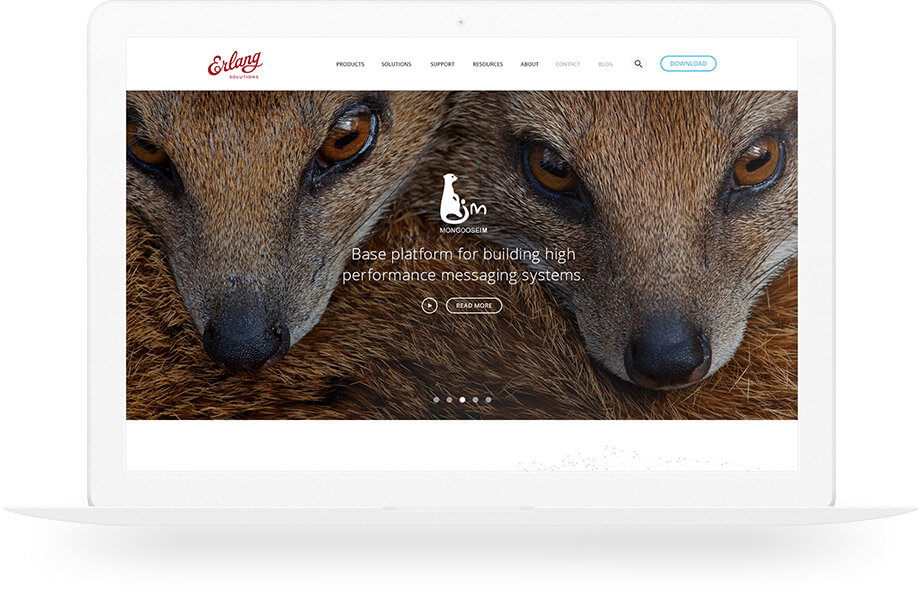 Erlang
SOLUTIONS
PRODUCTS SOLUTIONS SUPPORT RESOURCES ABOUT CONTACT BLOG DOWNLOAD
im
MONGOOSEIM
Base platform for building high
performance messaging systems.
READ MORE